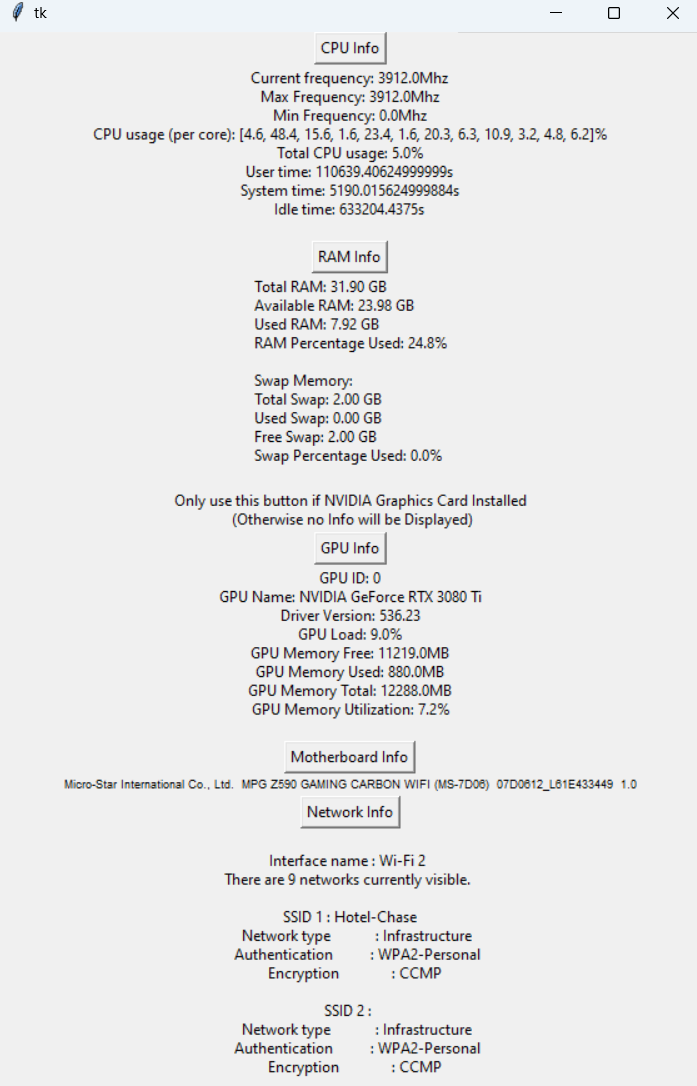 tk
CPU Info
Current frequency: 3912.0Mhz
Max Frequency: 3912.0Mhz
Min Frequency: 0.0Mhz
CPU usage (per core): [4.6, 48.4, 15.6, 1.6, 23.4, 1.6, 20.3, 6.3, 10.9, 3.2, 4.8, 6.2]%
Total CPU usage: 5.0%
User time: 110639.40624999999s
System time: 5190.015624999884s
Idle time: 633204.4375s
RAM Info
Total RAM: 31.90 GB
Available RAM: 23.98 GB
Used RAM: 7.92 GB
RAM Percentage Used: 24.8%
Swap Memory:
Total Swap: 2.00 GB
Used Swap: 0.00 GB
Free Swap: 2.00 GB
Swap Percentage Used: 0.0%
Only use this button if NVIDIA Graphics Card Installed
(Otherwise no Info will be Displayed)
GPU Info
GPU ID: 0
GPU Name: NVIDIA GeForce RTX 3080 Ti
Driver Version: 536.23
GPU Load: 9.0%
GPU Memory Free: 11219.0MB
GPU Memory Used: 880.0MB
GPU Memory Total: 12288.0MB
GPU Memory Utilization: 7.2%
Motherboard Info
Micro-Star International Co., Ltd.  MPG Z590 GAMING CARBON WIFI (MS-7D06)  07D0612_L61E433449  1.0
Network Info
Interface name : Wi-Fi 2
There are 9 networks currently visible.
SSID 1 : Hotel-Chase
Network type : Infrastructure
Authentication : WPA2-Personal
Encryption : CCMP
SSID 2 :
Network type : Infrastructure
Authentication : WPA2-Personal
Encryption : CCMP